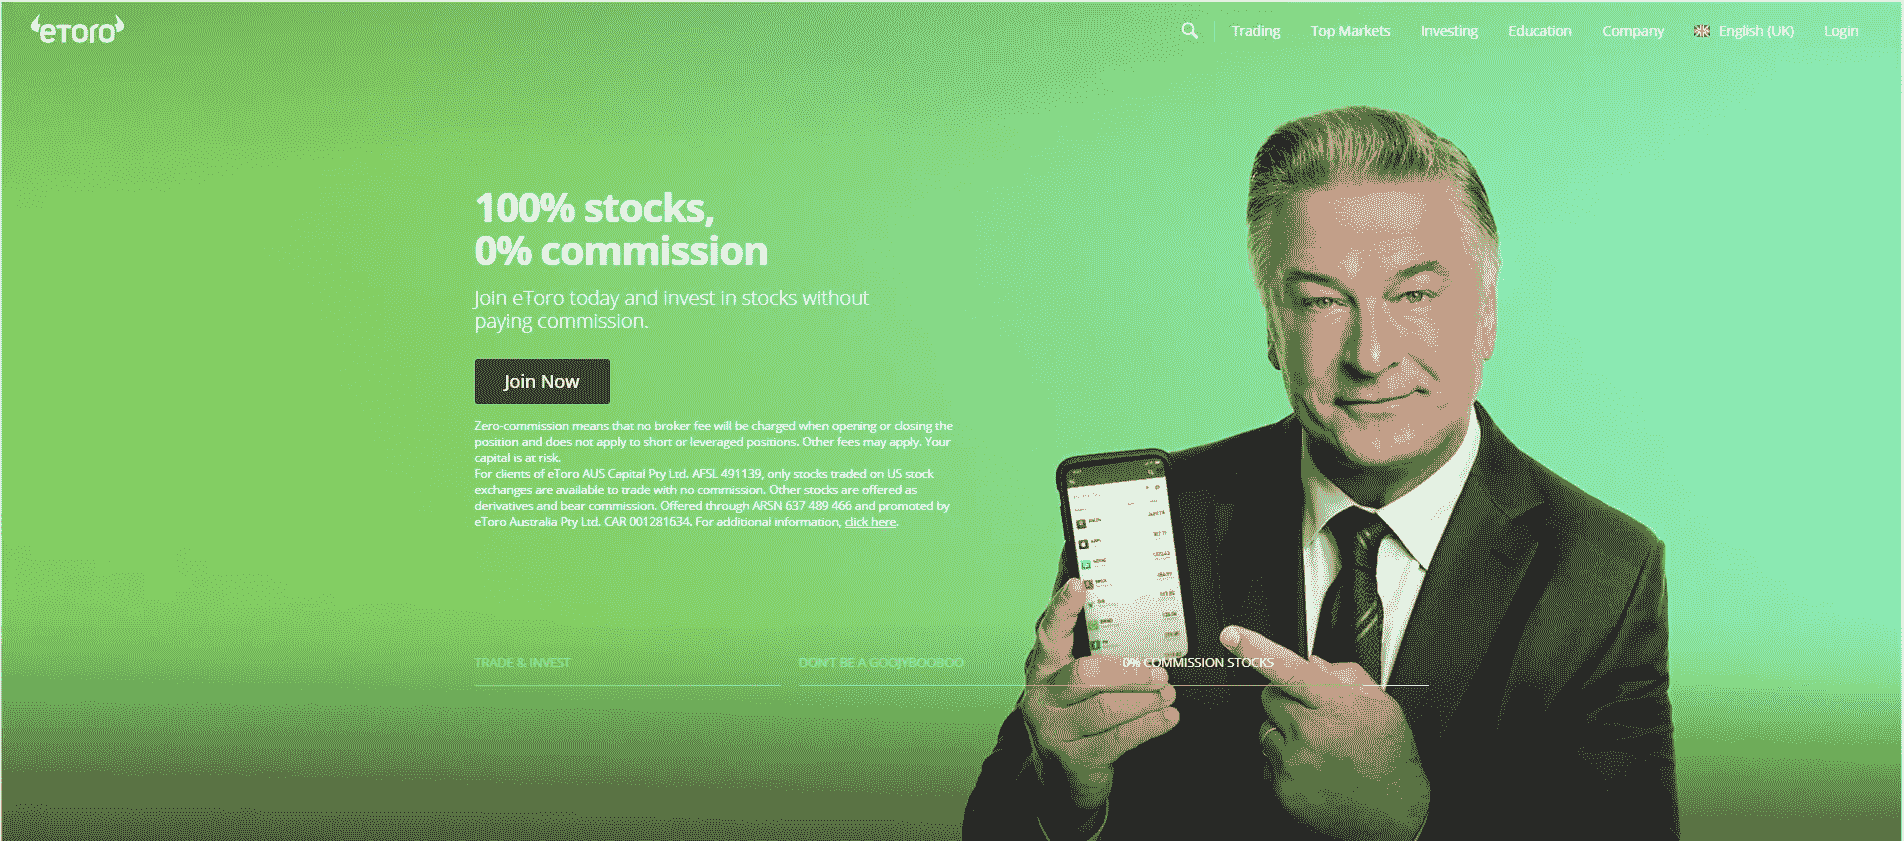 eToro
Trading Top Markets Investing Education Company English (UK) Login
100% stocks,
0% commission
Join eToro today and invest in stocks without
paying commission.
Join Now
Zero-commission means that no broker fee will be charged when opening or closing the
position and does not apply to short or leveraged positions. Other fees may apply. Your
capital is at risk.
For clients of eToro AUS Capital Pty Ltd. AFSL 491139, only stocks traded on US stock
exchanges are available to trade with no commission. Other stocks are offered as
derivatives and bear commission. Offered through ARSN 637 489 466 and promoted by
eToro Australia Pty Ltd. CAR 001281634. For additional information, click here.
TRADE & INVEST DON'T BE A GOOJYBOOBOO 0% COMMISSION STOCKS